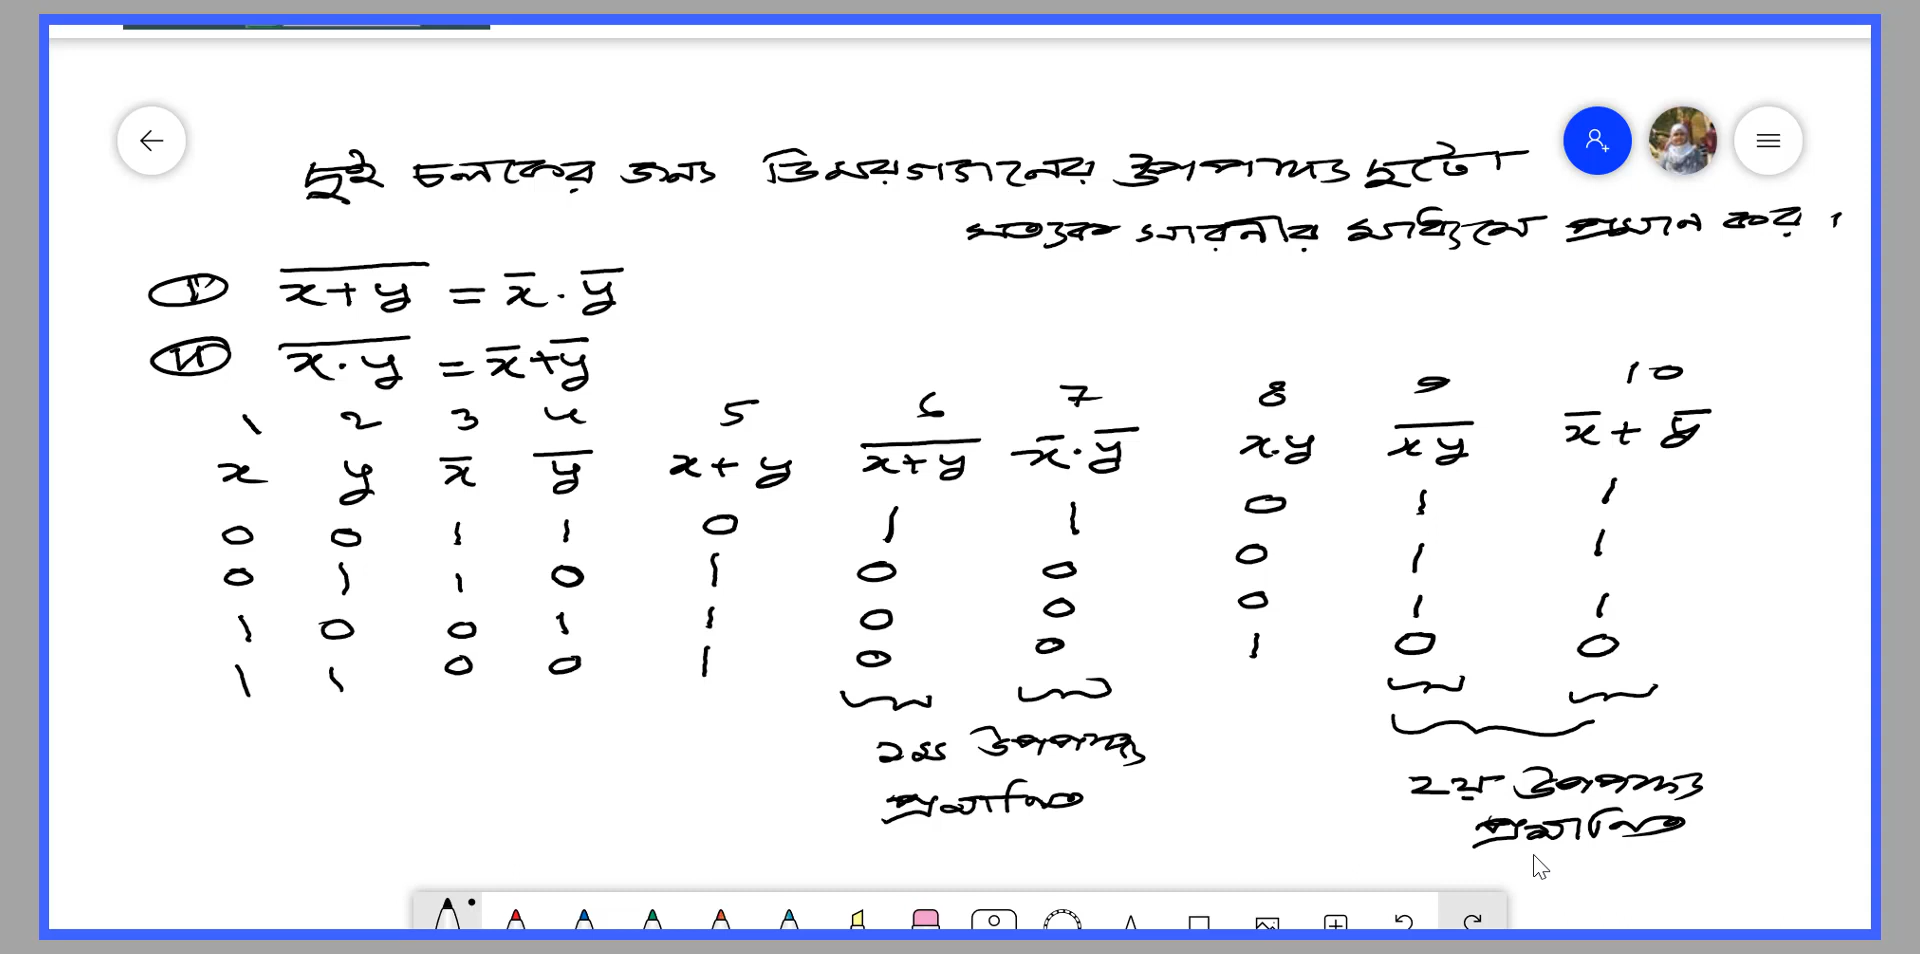 দুই চলকের জন্য ডিমরগানের উপপাদ্য দুটো
সত্যক সারনীর মাধ্যমে প্রমান কর।
i x̅+̅y̅ = x̅ . y̅
ii x̅.̅y̅ = x̅ + y̅
1 2 3 4 5 6 7 8 9 10
x y x̅ y̅ x+y x̅+̅y̅ x̅.y̅ x.y x̅y̅ x̅+y̅
0 0 1 1 0 1 1 0 1 1
0 1 1 0 1 0 0 0 1 1
1 0 0 1 1 0 0 0 1 1
1 1 0 0 1 0 0 1 0 0
১ম উপপাদ্য
প্রমানিত
২য় উপপাদ্য
প্রমানিত